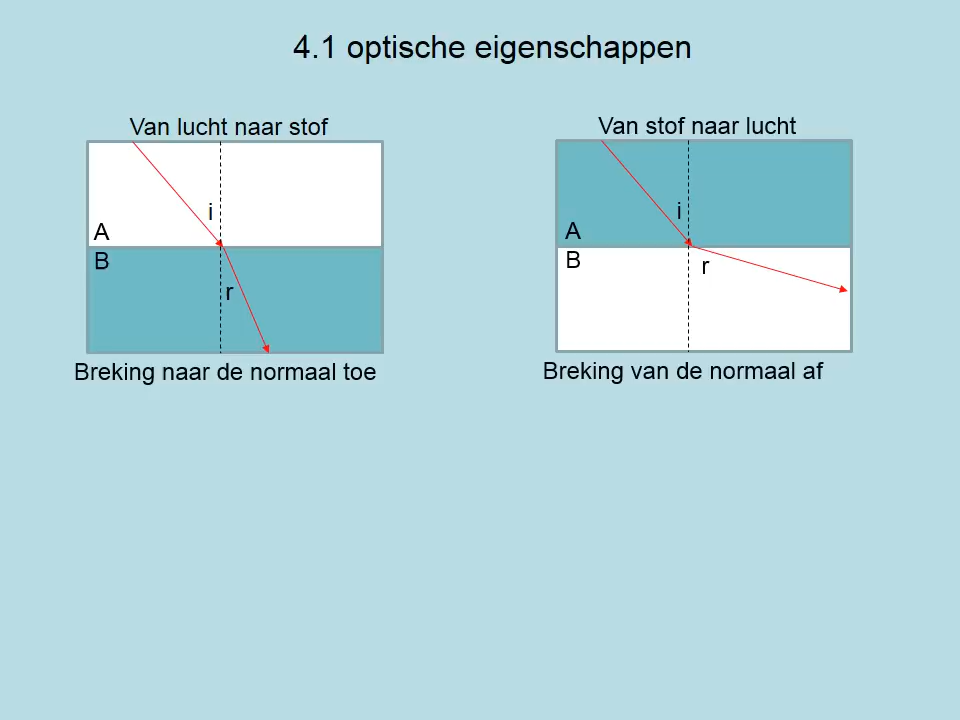 4.1 optische eigenschappen
Van lucht naar stof
i
A
B
r
Breking naar de normaal toe
Van stof naar lucht
i
A
B
r
Breking van de normaal af